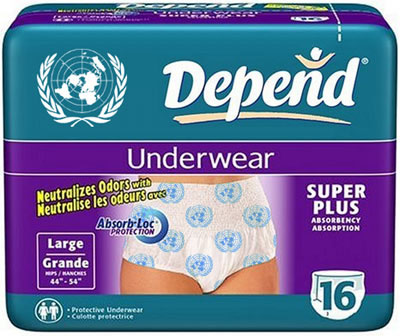 Depend®
Underwear
Neutralizes Odors with
Neutralise les odeurs avec
Absorb-Loc®
PROTECTION
SUPER
PLUS
ABSORBENCY
ABSORPTION
Large
Grande
HIPS / HANCHES
44" - 54"
• Protective Underwear
• Culotte protectrice
16